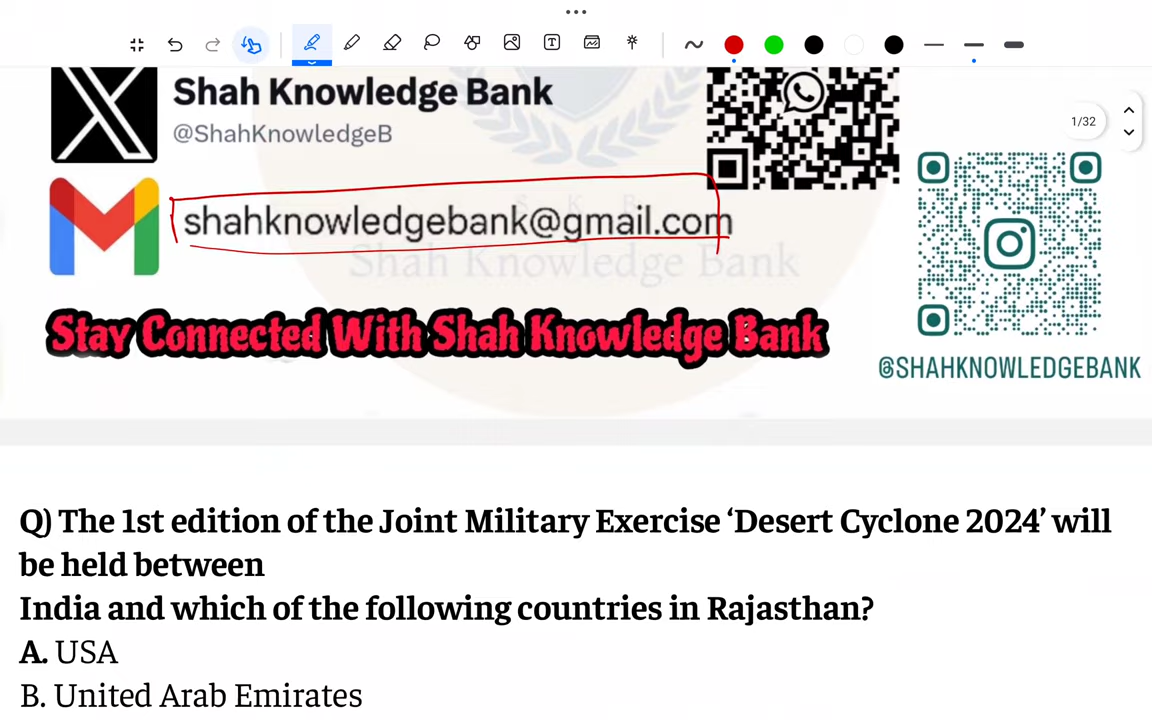 Shah Knowledge Bank
@ShahKnowledgeB
1/32
shahknowledgebank@gmail.com
S K B
Shah Knowledge Bank
Stay Connected With Shah Knowledge Bank
@SHAHKNOWLEDGEBANK
Q) The 1st edition of the Joint Military Exercise ‘Desert Cyclone 2024’ will
be held between
India and which of the following countries in Rajasthan?
A. USA
B. United Arab Emirates